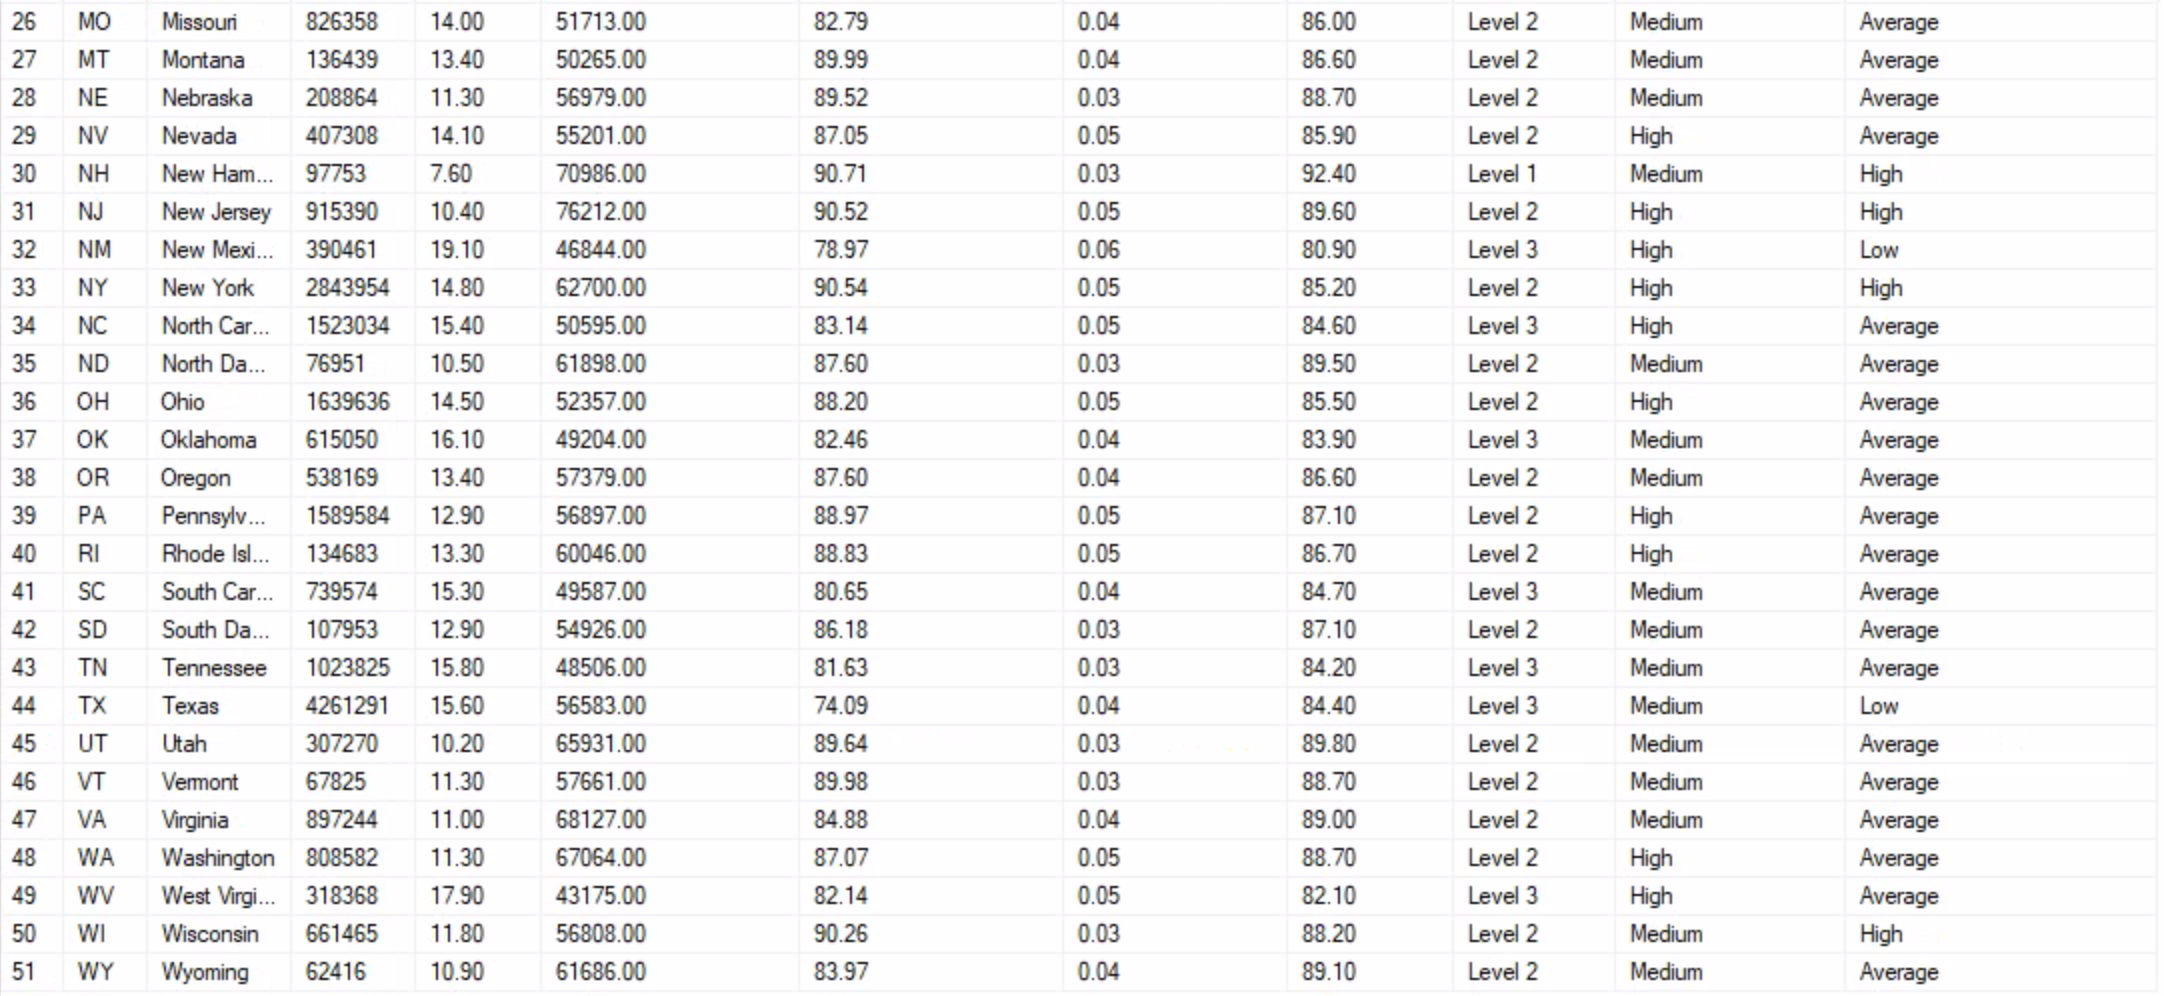 26 MO Missouri 826358 14.00 51713.00 82.79 0.04 86.00 Level 2 Medium Average
27 MT Montana 136439 13.40 50265.00 89.99 0.04 86.60 Level 2 Medium Average
28 NE Nebraska 208864 11.30 56979.00 89.52 0.03 88.70 Level 2 Medium Average
29 NV Nevada 407308 14.10 55201.00 87.05 0.05 85.90 Level 2 High Average
30 NH New Ham... 97753 7.60 70986.00 90.71 0.03 92.40 Level 1 Medium High
31 NJ New Jersey 915390 10.40 76212.00 90.52 0.05 89.60 Level 2 High High
32 NM New Mexi... 390461 19.10 46844.00 78.97 0.06 80.90 Level 3 High Low
33 NY New York 2843954 14.80 62700.00 90.54 0.05 85.20 Level 2 High High
34 NC North Car... 1523034 15.40 50595.00 83.14 0.05 84.60 Level 3 High Average
35 ND North Da... 76951 10.50 61898.00 87.60 0.03 89.50 Level 2 Medium Average
36 OH Ohio 1639636 14.50 52357.00 88.20 0.05 85.50 Level 2 High Average
37 OK Oklahoma 615050 16.10 49204.00 82.46 0.04 83.90 Level 3 Medium Average
38 OR Oregon 538169 13.40 57379.00 87.60 0.04 86.60 Level 2 Medium Average
39 PA Pennsylv... 1589584 12.90 56897.00 88.97 0.05 87.10 Level 2 High Average
40 RI Rhode Isl... 134683 13.30 60046.00 88.83 0.05 86.70 Level 2 High Average
41 SC South Car... 739574 15.30 49587.00 80.65 0.04 84.70 Level 3 Medium Average
42 SD South Da... 107953 12.90 54926.00 86.18 0.03 87.10 Level 2 Medium Average
43 TN Tennessee 1023825 15.80 48506.00 81.63 0.03 84.20 Level 3 Medium Average
44 TX Texas 4261291 15.60 56583.00 74.09 0.04 84.40 Level 3 Medium Low
45 UT Utah 307270 10.20 65931.00 89.64 0.03 89.80 Level 2 Medium Average
46 VT Vermont 67825 11.30 57661.00 89.98 0.03 88.70 Level 2 Medium Average
47 VA Virginia 897244 11.00 68127.00 84.88 0.04 89.00 Level 2 Medium Average
48 WA Washington 808582 11.30 67064.00 87.07 0.05 88.70 Level 2 High Average
49 WV West Virgi... 318368 17.90 43175.00 82.14 0.05 82.10 Level 3 High Average
50 WI Wisconsin 661465 11.80 56808.00 90.26 0.03 88.20 Level 2 Medium High
51 WY Wyoming 62416 10.90 61686.00 83.97 0.04 89.10 Level 2 Medium Average